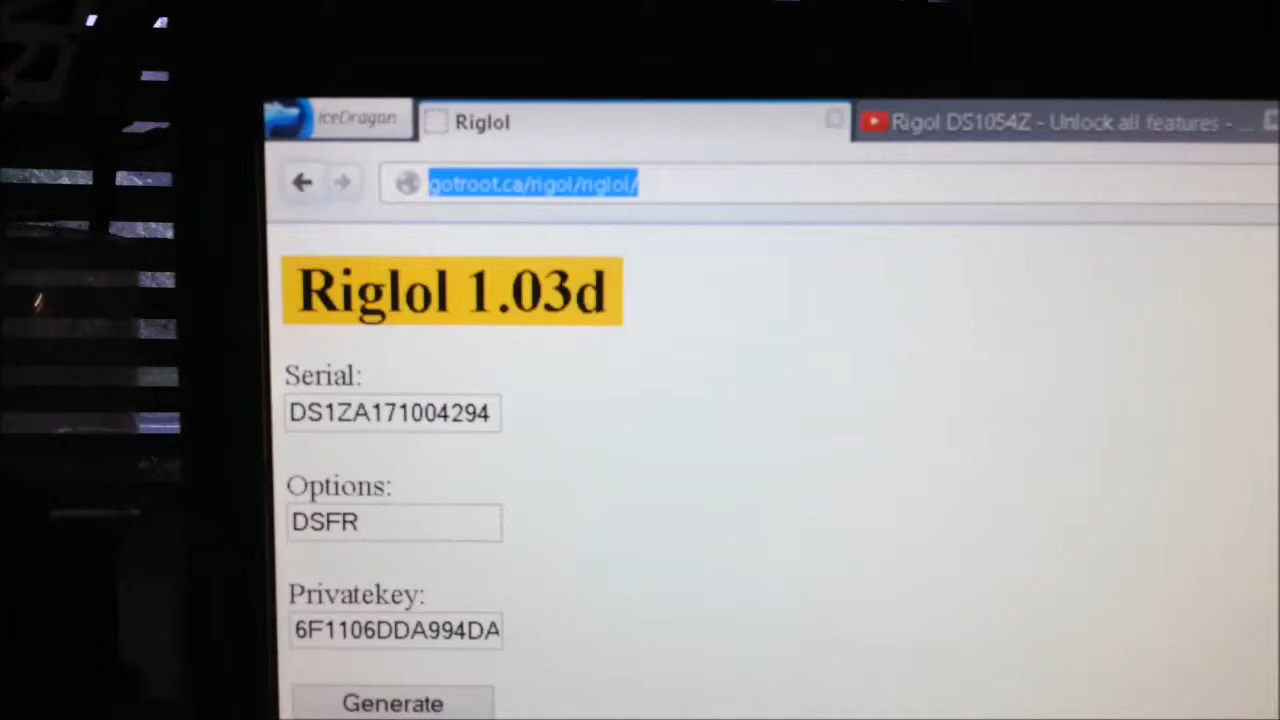 IceDragon
Riglol
Rigol DS1054Z - Unlock all features - ...
gotroot.ca/rigol/riglol/
Riglol 1.03d
Serial:
DS1ZA171004294
Options:
DSFR
Privatekey:
6F1106DDA994DA
Generate